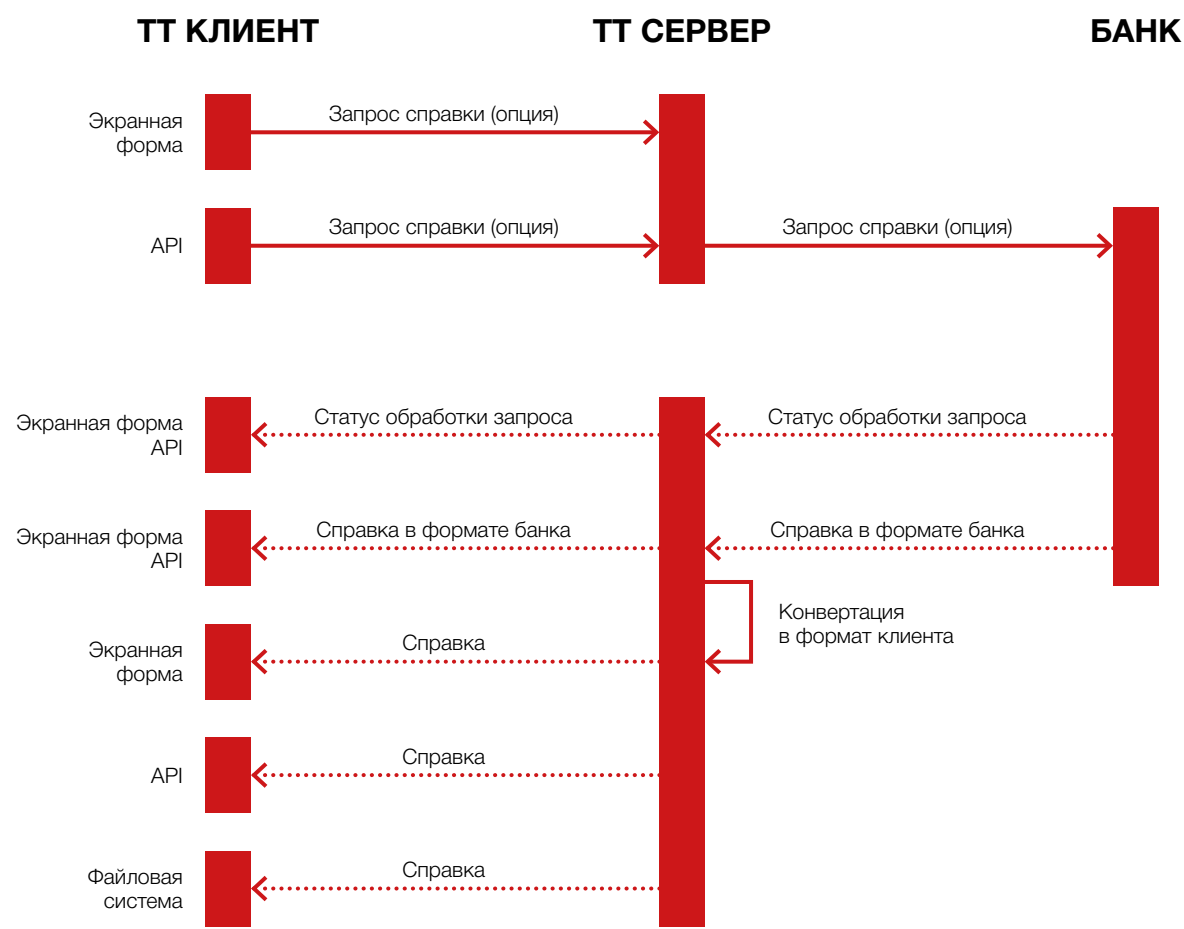 ТТ КЛИЕНТ
ТТ СЕРВЕР
БАНК
Экранная
форма
Запрос справки (опция)
API
Запрос справки (опция)
Запрос справки (опция)
Экранная форма
API
Статус обработки запроса
Статус обработки запроса
Экранная форма
API
Справка в формате банка
Справка в формате банка
Конвертация
в формат клиента
Экранная
форма
Справка
API
Справка
Файловая
система
Справка